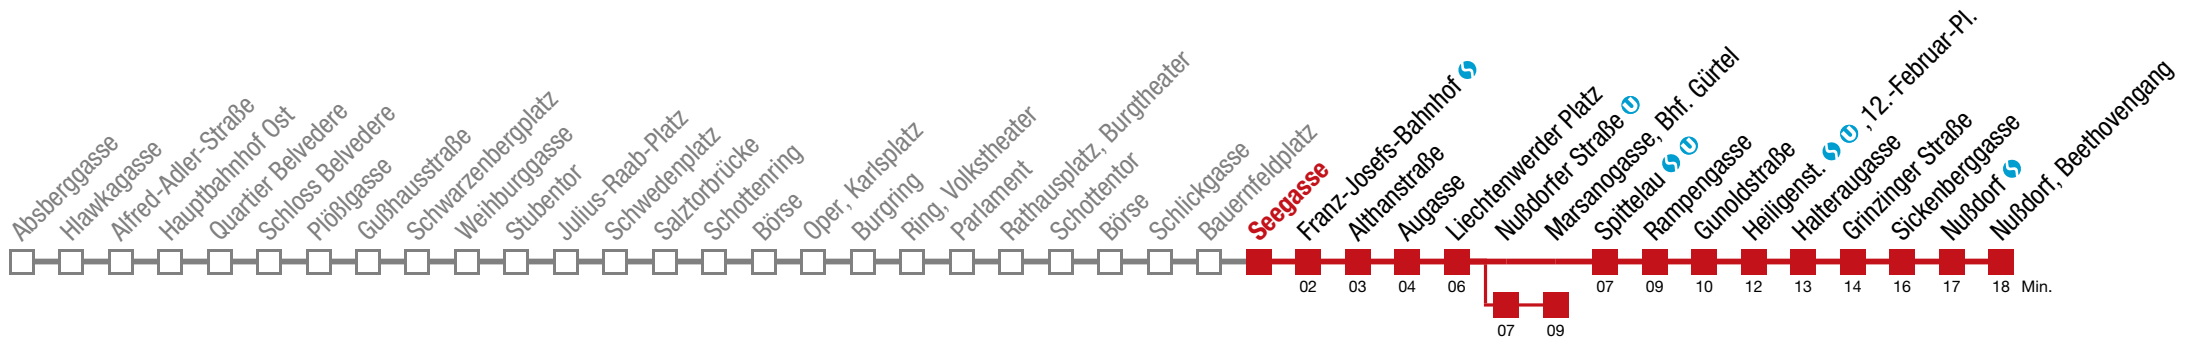 Absberggasse
Hlawkagasse
Alfred-Adler-Straße
Hauptbahnhof Ost
Quartier Belvedere
Schloss Belvedere
Plößlgasse
Gußhausstraße
Schwarzenbergplatz
Weihburggasse
Stubentor
Julius-Raab-Platz
Schwedenplatz
Salztorbrücke
Schottenring
Börse
Oper, Karlsplatz
Burgring
Ring, Volkstheater
Parlament
Rathausplatz, Burgtheater
Schottentor
Börse
Schlickgasse
Bauernfeldplatz
Seegasse
Franz-Josefs-Bahnhof S
Althanstraße
Augasse
Liechtenwerder Platz
Nußdorfer Straße U
Marsanogasse, Bhf. Gürtel
Spittelau S U
Rampengasse
Gunoldstraße
Heiligenst. S U, 12.-Februar-Pl.
Halteraugasse
Grinzinger Straße
Sickenberggasse
Nußdorf S
Nußdorf, Beethovengang
02 03 04 06 07 09 10 12 13 14 16 17 18 Min.
07 09